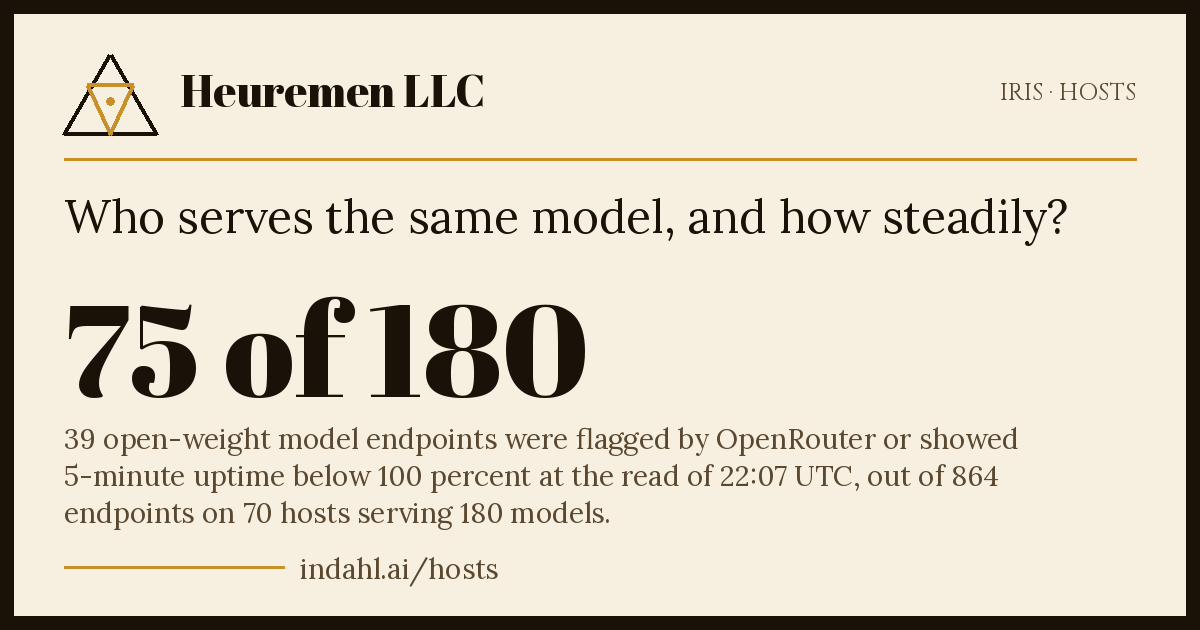 Heuremen LLC
IRIS · HOSTS
Who serves the same model, and how steadily?
75 of 180
39 open-weight model endpoints were flagged by OpenRouter or showed
5-minute uptime below 100 percent at the read of 22:07 UTC, out of 864
endpoints on 70 hosts serving 180 models.
indahl.ai/hosts